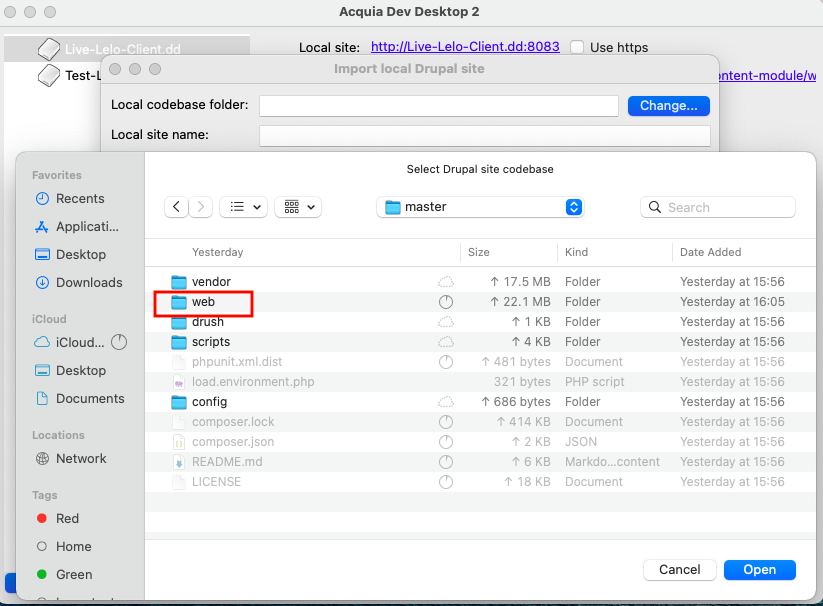 Acquia Dev Desktop 2
Live-Lelo-Client.dd
Local site: http://Live-Lelo-Client.dd:8083 Use https
Test-L
ontent-module/w
Import local Drupal site
Local codebase folder: Change...
Local site name:
Select Drupal site codebase
Favorites
Recents
Applicati...
Desktop
Downloads
iCloud
iCloud...
Desktop
Documents
Locations
Network
Tags
Red
Home
Green
master
Search
Yesterday Size Kind Date Added
vendor ↑ 17.5 MB Folder Yesterday at 15:56
web ↑ 22.1 MB Folder Yesterday at 16:05
drush ↑ 1 KB Folder Yesterday at 15:56
scripts ↑ 4 KB Folder Yesterday at 15:56
phpunit.xml.dist ↑ 481 bytes Document Yesterday at 15:56
load.environment.php 321 bytes PHP script Yesterday at 15:56
config ↑ 686 bytes Folder Yesterday at 15:56
composer.lock ↑ 414 KB Document Yesterday at 15:56
composer.json ↑ 2 KB JSON Yesterday at 15:56
README.md ↑ 6 KB Markdo...content Yesterday at 15:56
LICENSE ↑ 18 KB Document Yesterday at 15:56
Cancel Open